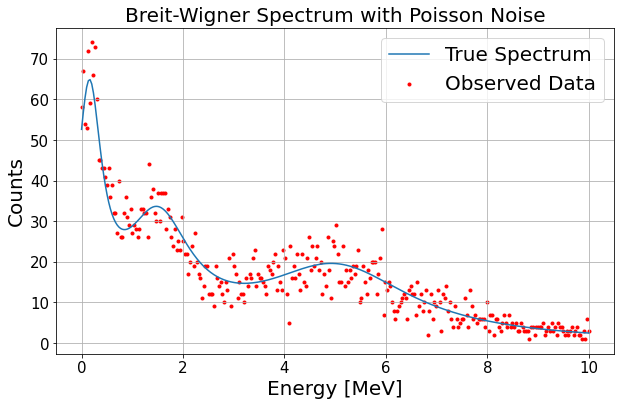 Breit-Wigner Spectrum with Poisson Noise
True Spectrum
Observed Data
Counts
70
60
50
40
30
20
10
0
0 2 4 6 8 10
Energy [MeV]